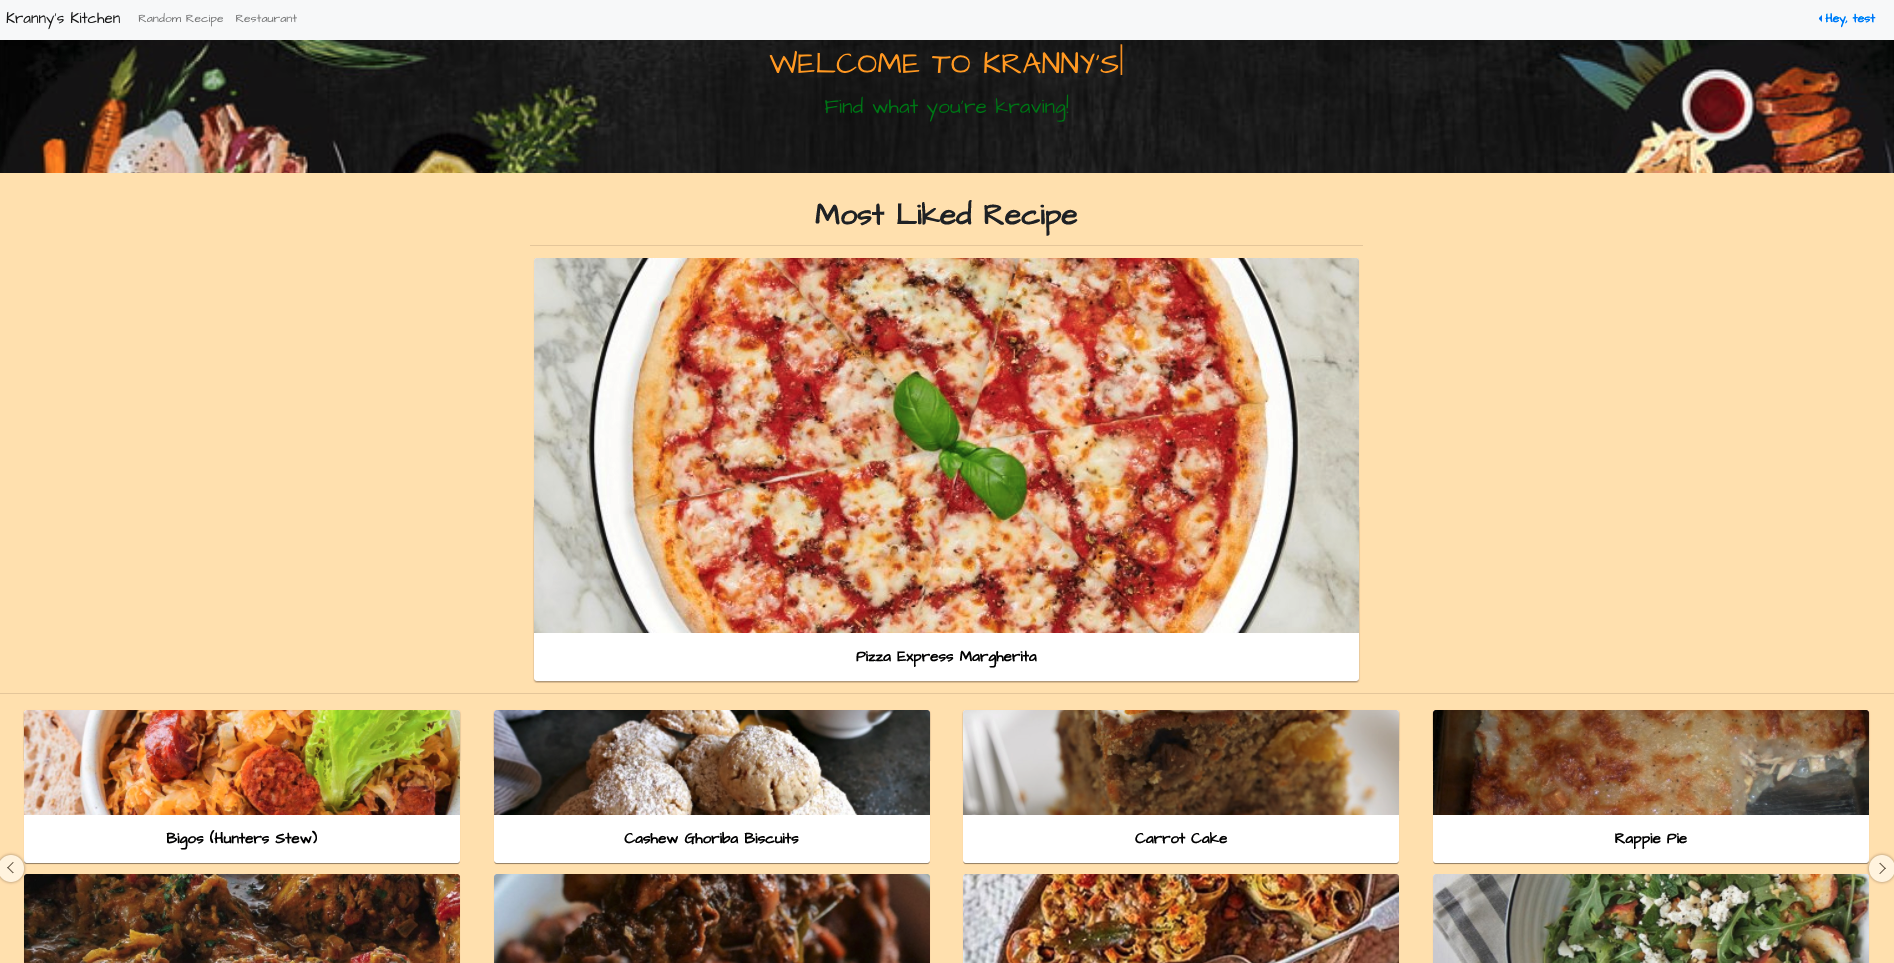 Kranny's Kitchen Random Recipe Restaurant Hey, test
WELCOME TO KRANNY'S|
Find what you're kraving!
Most Liked Recipe
Pizza Express Margherita
Bigos (Hunters Stew) Cashew Ghoriba Biscuits Carrot Cake Rappie Pie